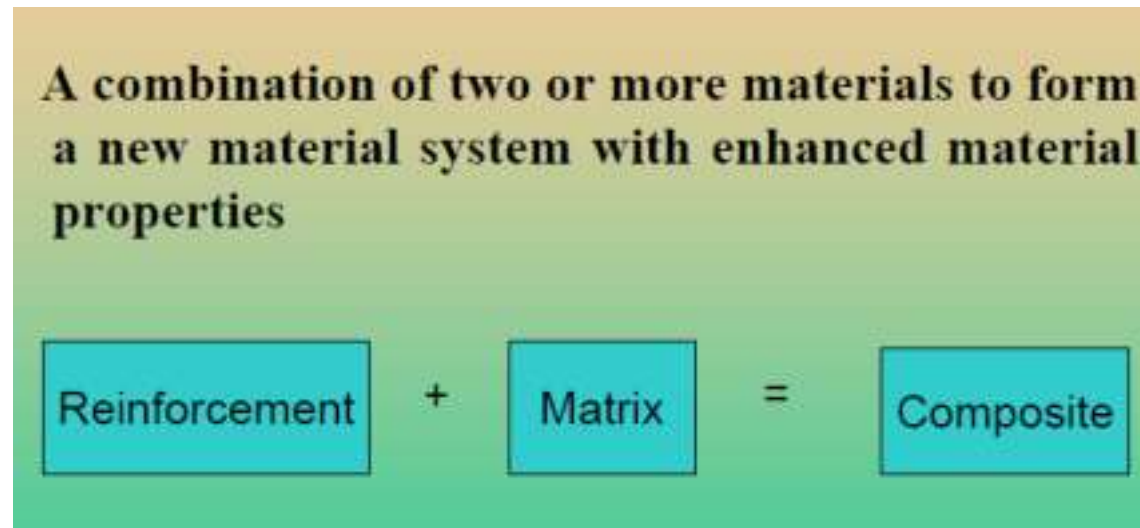 A combination of two or more materials to form
a new material system with enhanced material
properties
Reinforcement + Matrix = Composite